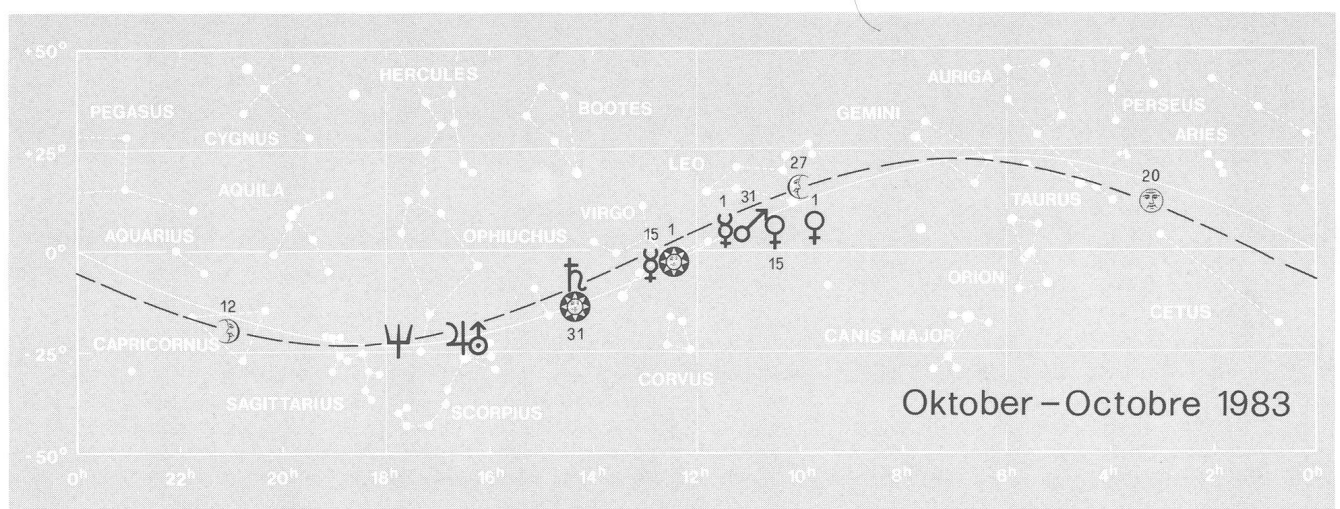 +50°
HERCULES
AURIGA
PEGASUS
BOOTES
GEMINI
PERSEUS
CYGNUS
ARIES
+25°
LEO
27
20
AQUILA
1 31
1
TAURUS
VIRGO
AQUARIUS
OPHIUCHUS
15 1
0°
15
ORION
12
31
CETUS
CAPRICORNUS
CANIS MAJOR
-25°
CORVUS
SAGITTARIUS
SCORPIUS
Oktober – Octobre 1983
-50°
0h 22h 20h 18h 16h 14h 12h 10h 8h 6h 4h 2h 0h